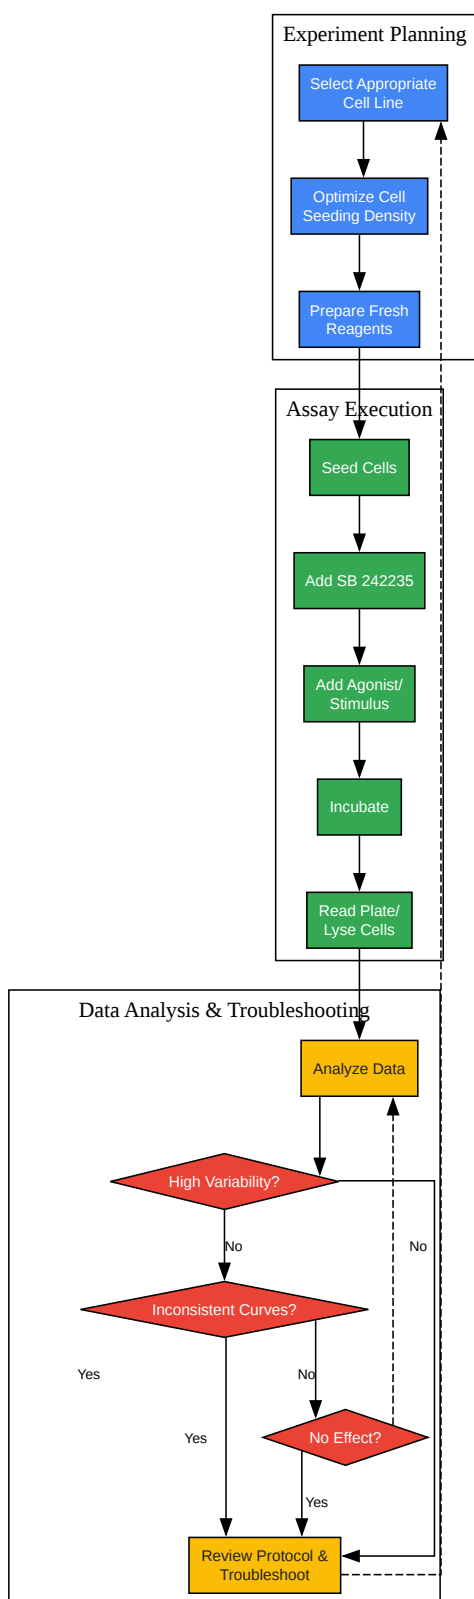 Experiment Planning
Select Appropriate
Cell Line
Optimize Cell
Seeding Density
Prepare Fresh
Reagents
Assay Execution
Seed Cells
Add SB 242235
Add Agonist/
Stimulus
Incubate
Read Plate/
Lyse Cells
Data Analysis & Troubleshooting
Analyze Data
High Variability?
No
No
Inconsistent Curves?
Yes
No
Yes
No Effect?
Yes
Review Protocol &
Troubleshoot